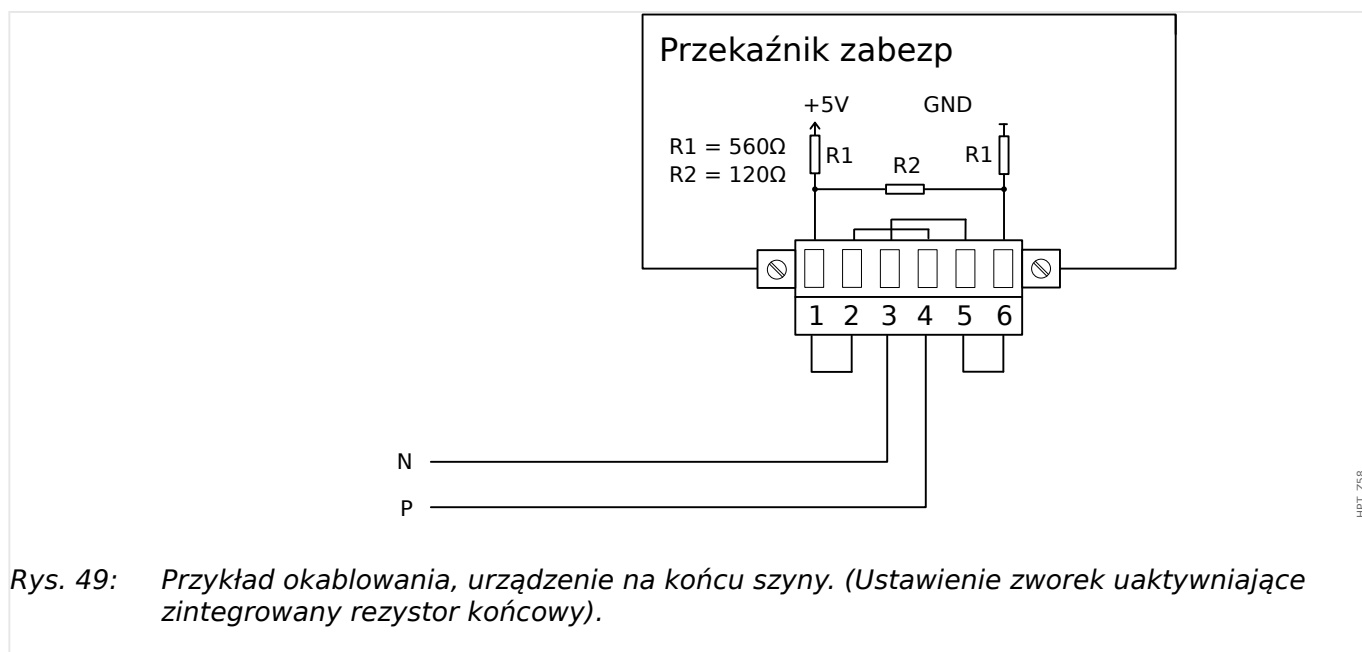 Przekaźnik zabezp
+5V GND
R1 = 560Ω
R2 = 120Ω
R1 R2 R1
1 2 3 4 5 6
N
P
Rys. 49: Przykład okablowania, urządzenie na końcu szyny. (Ustawienie zworek uaktywniające
zintegrowany rezystor końcowy).